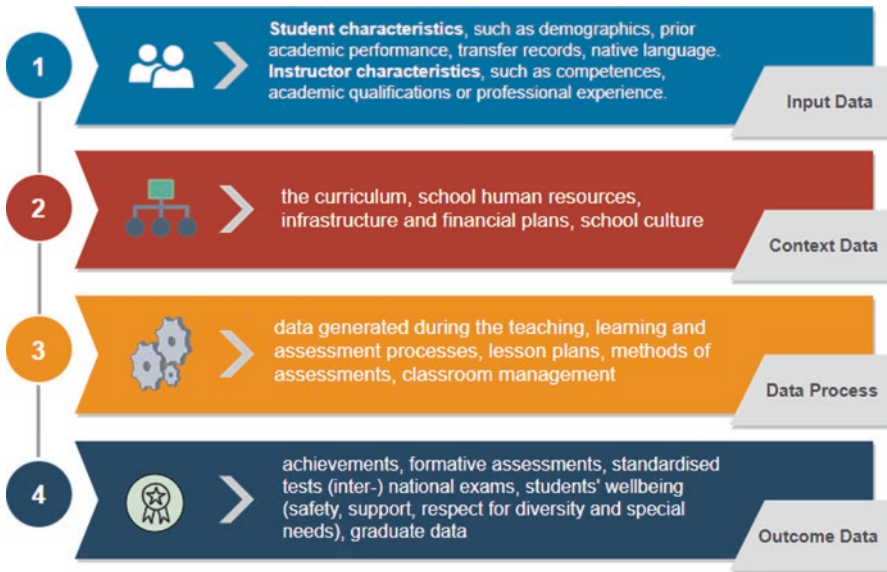 1
Student characteristics, such as demographics, prior
academic performance, transfer records, native language.
Instructor characteristics, such as competences,
academic qualifications or professional experience.
Input Data
2
the curriculum, school human resources,
infrastructure and financial plans, school culture
Context Data
3
data generated during the teaching, learning and
assessment processes, lesson plans, methods of
assessments, classroom management
Data Process
4
achievements, formative assessments, standardised
tests (inter-) national exams, students' wellbeing
(safety, support, respect for diversity and special
needs), graduate data
Outcome Data